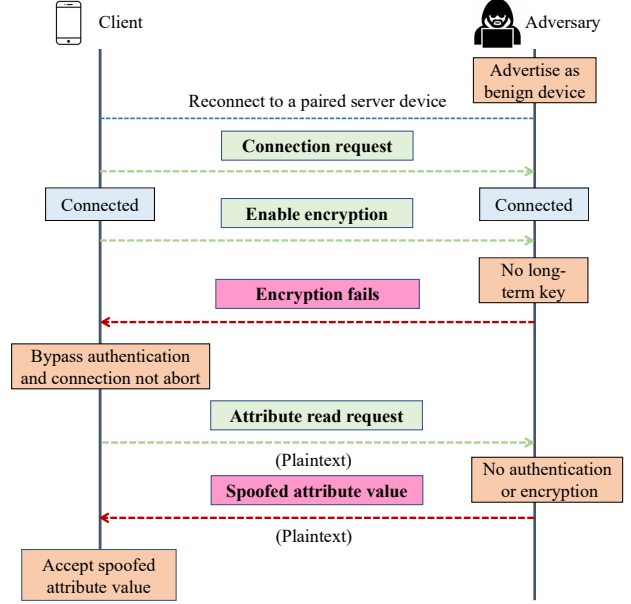 Client
Adversary
Advertise as
benign device
Reconnect to a paired server device
Connection request
Connected
Connected
Enable encryption
No long-
term key
Encryption fails
Bypass authentication
and connection not abort
Attribute read request
(Plaintext)
No authentication
or encryption
Spoofed attribute value
(Plaintext)
Accept spoofed
attribute value